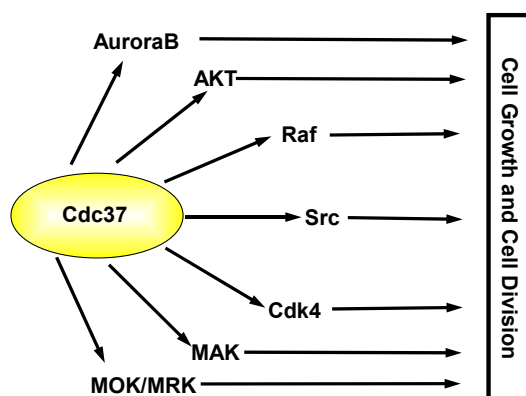 AuroraB
AKT
Raf
Cdc37
Src
Cdk4
MAK
MOK/MRK
Cell Growth and Cell Division